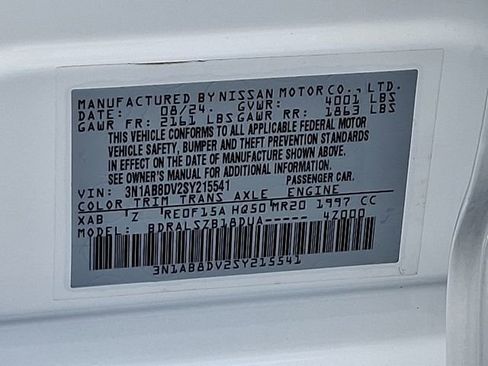 MANUFACTURED BY NISSAN MOTOR CO., LTD.
DATE: 08/24 GVWR: 4001 LBS
GAWR FR: 2161 LBS GAWR RR: 1863 LBS
THIS VEHICLE CONFORMS TO ALL APPLICABLE FEDERAL MOTOR
VEHICLE SAFETY, BUMPER AND THEFT PREVENTION STANDARDS
IN EFFECT ON THE DATE OF MANUFACTURE SHOWN ABOVE.
SEE OWNER'S MANUAL FOR ADDITIONAL INFORMATION
VIN: 3N1AB8DV2SY215541 PASSENGER CAR.
COLOR TRIM TRANS AXLE ENGINE
XAB Z RE0F15A HQ50 MR20 1997 CC
MODEL: BDRALSZB18DUA----- 4Z000
3N1AB8DV2SY215541